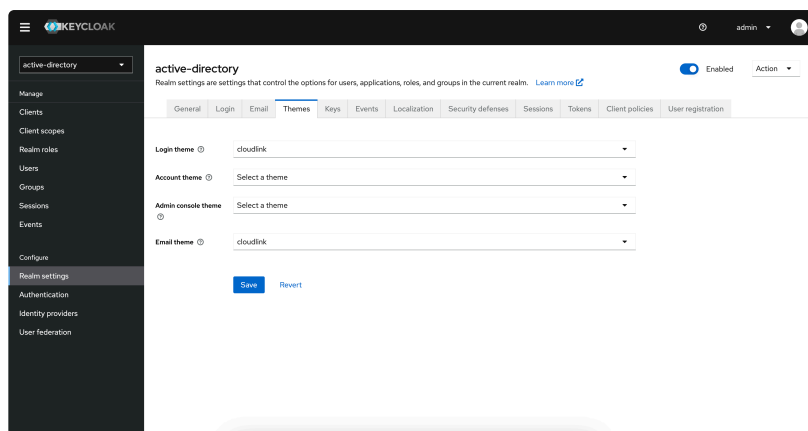 KEYCLOAK
admin
active-directory
Manage
Clients
Client scopes
Realm roles
Users
Groups
Sessions
Events
Configure
Realm settings
Authentication
Identity providers
User federation
active-directory
Enabled
Action
Realm settings are settings that control the options for users, applications, roles, and groups in the current realm. Learn more
General Login Email Themes Keys Events Localization Security defenses Sessions Tokens Client policies User registration
Login theme cloudlink
Account theme Select a theme
Admin console theme Select a theme
Email theme cloudlink
Save Revert